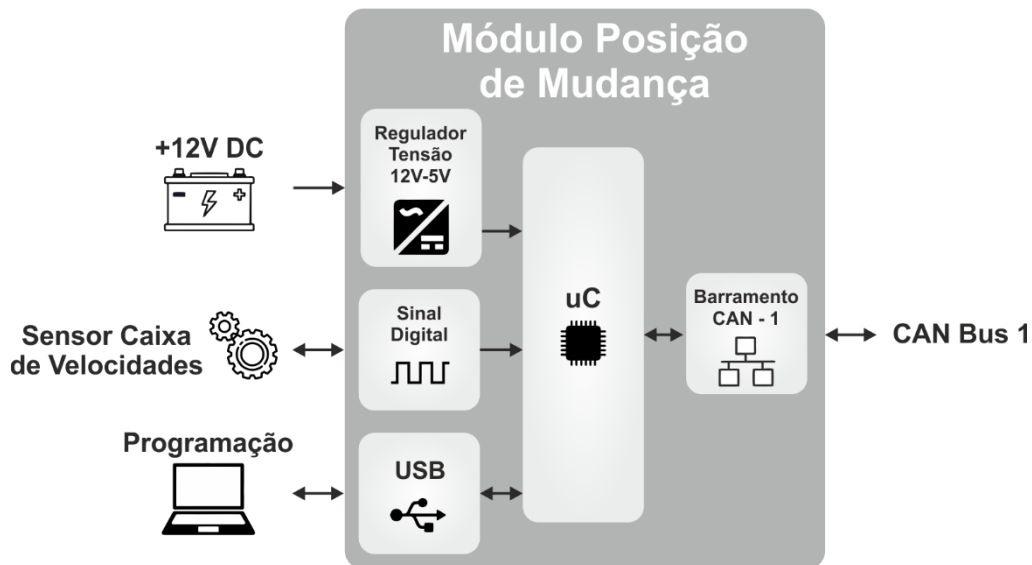 Módulo Posição
de Mudança
+12V DC
Regulador
Tensão
12V-5V
Sensor Caixa
de Velocidades
Sinal
Digital
uC
Barramento
CAN - 1
CAN Bus 1
Programação
USB